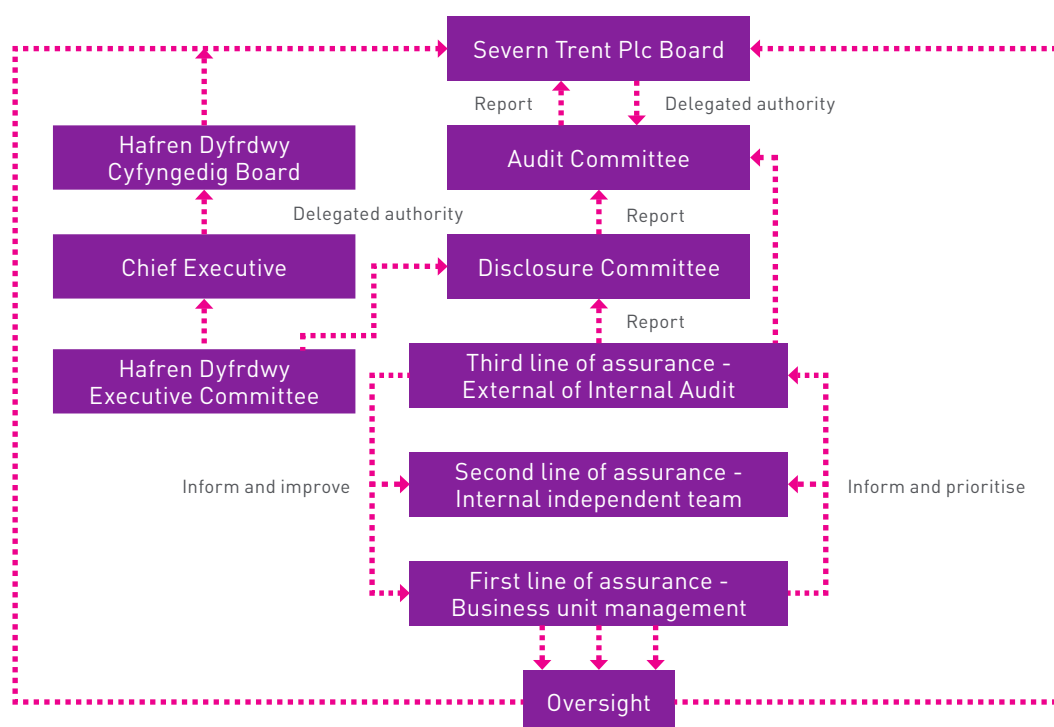 Severn Trent Plc Board
Report
Delegated authority
Hafren Dyfrdwy
Cyfyngedig Board
Audit Committee
Delegated authority
Report
Chief Executive
Disclosure Committee
Report
Hafren Dyfrdwy
Executive Committee
Third line of assurance -
External of Internal Audit
Second line of assurance -
Internal independent team
Inform and improve
Inform and prioritise
First line of assurance -
Business unit management
Oversight